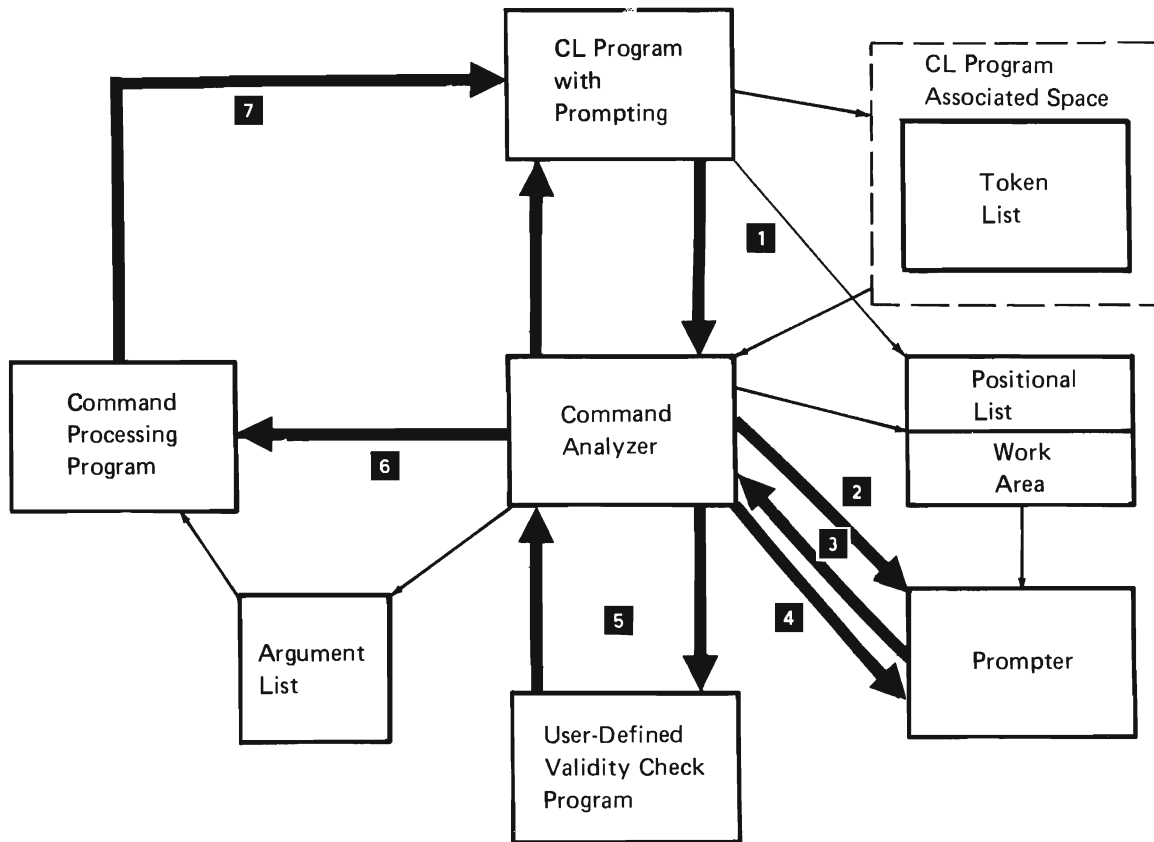 CL Program
with
Prompting
CL Program
Associated Space
Token
List
7
1
Command
Processing
Program
Command
Analyzer
Positional
List
Work
Area
6
2
3
4
5
Argument
List
Prompter
User-Defined
Validity Check
Program